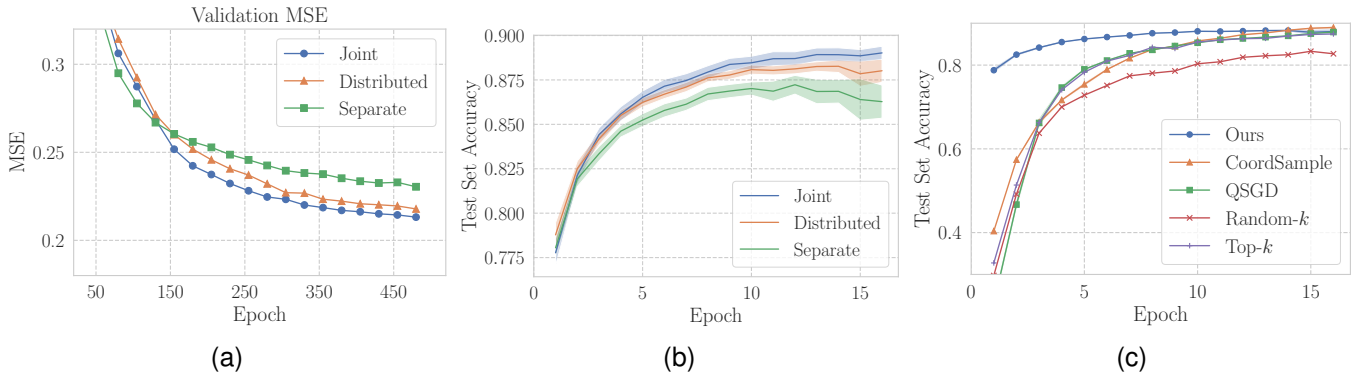 Validation MSE
0.3
0.25
0.2
MSE
50
150
250
350
450
Epoch
Joint
Distributed
Separate
(a)
0.900
0.875
0.850
0.825
0.800
0.775
Test Set Accuracy
0
5
10
15
Epoch
Joint
Distributed
Separate
(b)
0.8
0.6
0.4
Test Set Accuracy
0
5
10
15
Epoch
Ours
CoordSample
QSGD
Random-k
Top-k
(c)